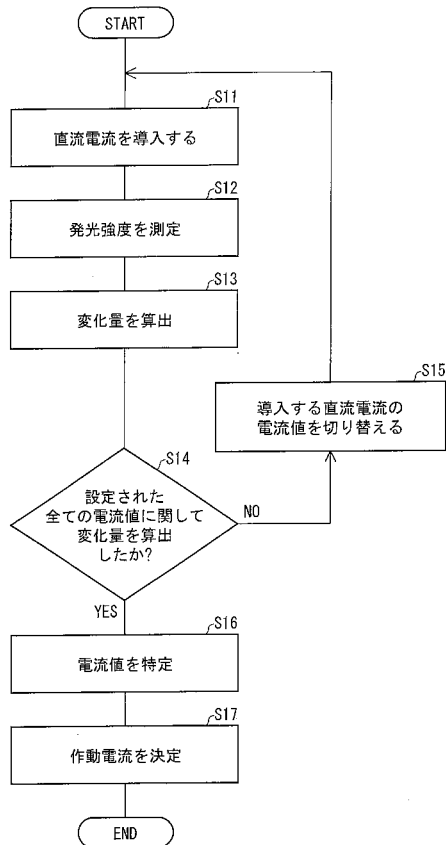 START
S11
直流電流を導入する
S12
発光強度を測定
S13
変化量を算出
S15
導入する直流電流の
電流値を切り替える
S14
設定された
全ての電流値に関して
変化量を算出
したか?
NO
YES
S16
電流値を特定
S17
作動電流を決定
END